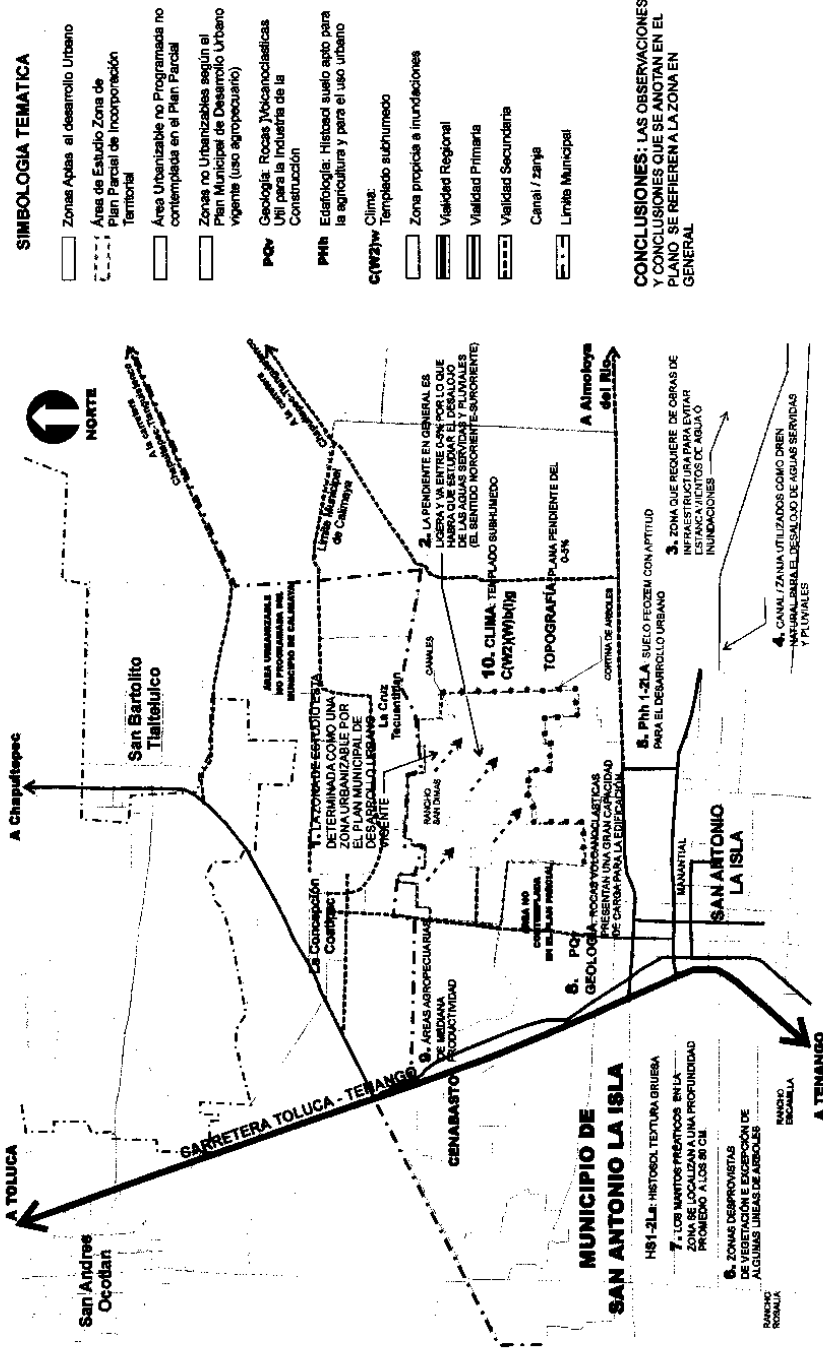 SIMBOLOGIA TEMATICA
Zonas Aptas al desarrollo Urbano
Área de Estudio Zona de
Plan Parcial de Incorporación
Territorial
Área Urbanizable no Programada no
contemplada en el Plan Parcial
Zonas no Urbanizables según el
Plan Municipal de Desarrollo Urbano
vigente (uso agropecuario)
PQv
Geología: Rocas )Volcanoclasticas
Util para la Industria de la
Construcción
PHh
Edafología: Histosol suelo apto para
la agricultura y para el uso urbano
C(W2)w
Clima:
Templado subhumedo
Zona propicia a inundaciones
Vialidad Regional
Vialidad Primaria
Vialidad Secundaria
Canal / zanja
Limite Municipal
CONCLUSIONES: LAS OBSERVACIONES
Y CONCLUSIONES QUE SE ANOTAN EN EL
PLANO SE REFIEREN A LA ZONA EN
GENERAL
NORTE
A TOLUCA
San Andres
Ocotlan
A Chapultepec
San Bartolito
Tlaltelulco
A la carretera
Chapultepec-Tianguistenco
A la carretera
Chapultepec-Tianguistenco
Limite Municipal
de Calimaya
ÁREA URBANIZABLE
NO PROGRAMADA DEL
MUNICIPIO DE CALIMAYA
La Concepción
Coatipac
1. LA ZONA DE ESTUDIO ESTA
DETERMINADA COMO UNA
ZONA URBANIZABLE POR
EL PLAN MUNICIPAL DE
DESARROLLO URBANO
VIGENTE
La Cruz
2. LA PENDIENTE EN GENERAL ES
LIGERA Y VA ENTRE 0-5% POR LO QUE
HABRA QUE ESTUDIAR EL DESALOJO
DE LAS AGUAS SERVIDAS Y PLUVIALES
(EL SENTIDO NORORIENTE-SURORIENTE)
CARRETERA TOLUCA - TENANGO
9. ÁREAS AGROPECUARIAS
DE MEDIANA
PRODUCTIVIDAD
CENABASTO
RANCHO
SAN DIMAS
CANALES
10. CLIMA: TEMPLADO SUBHUMEDO
C(W2)(W)b(i)g
TOPOGRAFÍA: PLANA PENDIENTE DEL
0-5%
CORTINA DE ARBOLES
ÁREA NO
CONTEMPLADA
EN EL PLAN PARCIAL
8. PQv
GEOLOGIA: ROCAS VOLCANOCLASTICAS
PRESENTAN UNA GRAN CAPACIDAD
DE CARGA PARA LA EDIFICACIÓN
A Almoloya
del Rio
MUNICIPIO DE
SAN ANTONIO LA ISLA
HS1-2La: HISTOSOL TEXTURA GRUESA
7. LOS MANTOS FREATICOS EN LA
ZONA SE LOCALIZAN A UNA PROFUNDIDAD
PROMEDIO A LOS 80 CM.
6. ZONAS DESPROVISTAS
DE VEGETACIÓN E EXCEPCIÓN DE
ALGUNAS LINEAS DE ARBOLES
RANCHO
ROSALIA
RANCHO
ESCAMILLA
A TENANGO
MANANTIAL
SAN ANTONIO
LA ISLA
5. Phh 1-2LA SUELO FEOZEM CON APTITUD
PARA EL DESARROLLO URBANO
3. ZONA QUE REQUIERE DE OBRAS DE
INFRAESTRUCTURA PARA EVITAR
ESTANCAMIENTOS DE AGUA Ó
INUNDACIONES
4. CANAL / ZANJA UTILIZADOS COMO DREN
NATURAL PARA EL DESALOJO DE AGUAS SERVIDAS
Y PLUVIALES